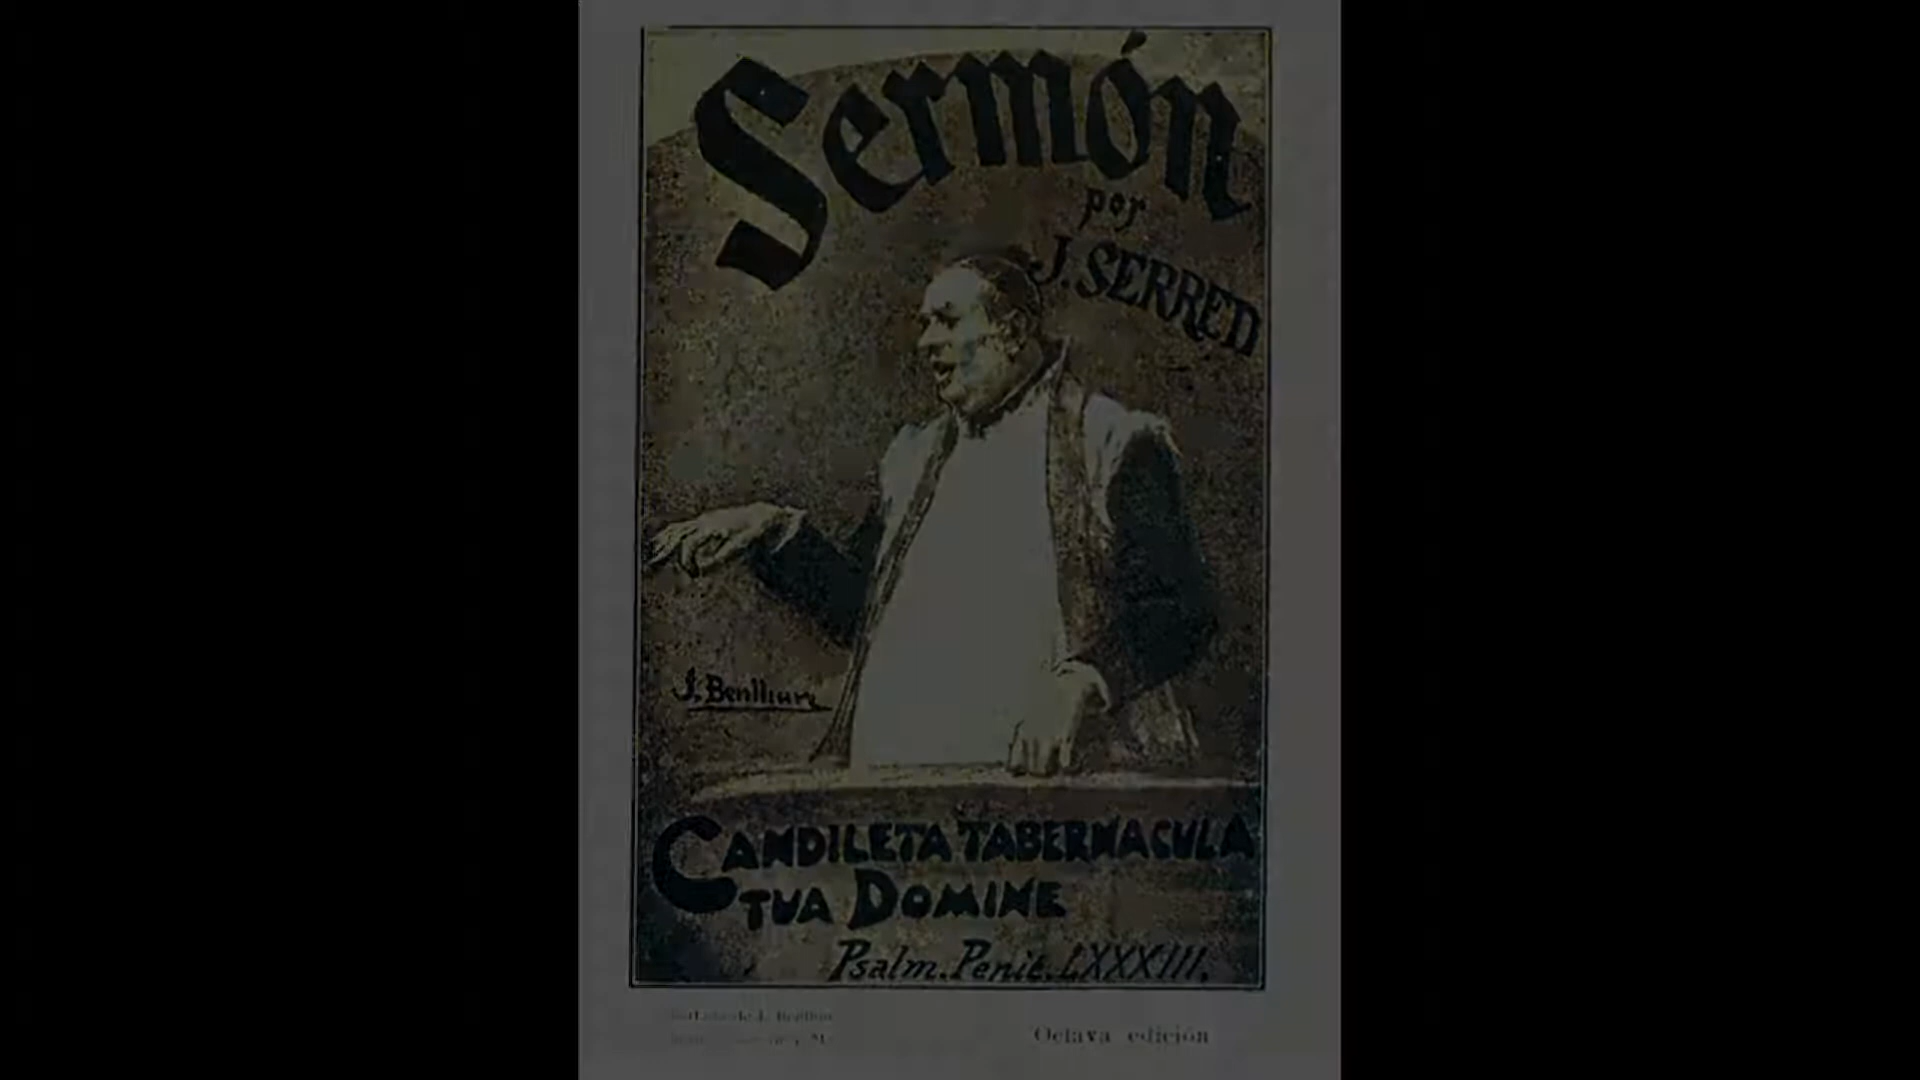 Sermón
por
J. SERRED
J. Benlliure
CANDILETA TABERNACULA
TUA DOMINE
Psalm. Penit. LXXXIII.
Octava edición